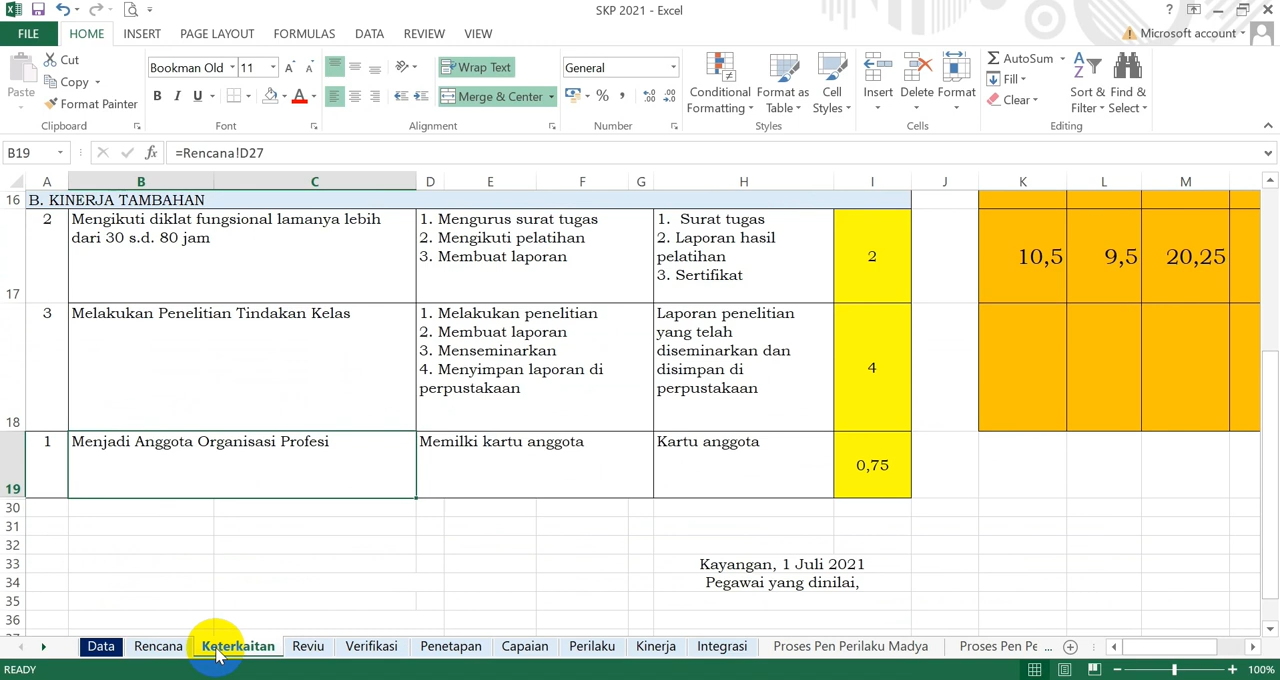 SKP 2021 - Excel
FILE HOME INSERT PAGE LAYOUT FORMULAS DATA REVIEW VIEW Microsoft account
Cut
Copy
Format Painter
Paste
Bookman Old 11
B I U
Wrap Text
Merge & Center
General
Conditional Formatting
Format as Table
Cell Styles
Insert Delete Format
AutoSum
Fill
Clear
Sort & Filter
Find & Select
Clipboard Font Alignment Number Styles Cells Editing
B19 =Rencana!D27
A B C D E F G H I J K L M
16 B. KINERJA TAMBAHAN
2 Mengikuti diklat fungsional lamanya lebih
dari 30 s.d. 80 jam
1. Mengurus surat tugas
2. Mengikuti pelatihan
3. Membuat laporan
1. Surat tugas
2. Laporan hasil
pelatihan
3. Sertifikat
2
10,5 9,5 20,25
17
3 Melakukan Penelitian Tindakan Kelas
1. Melakukan penelitian
2. Membuat laporan
3. Menseminarkan
4. Menyimpan laporan di
perpustakaan
Laporan penelitian
yang telah
diseminarkan dan
disimpan di
perpustakaan
4
18
1 Menjadi Anggota Organisasi Profesi
Memilki kartu anggota
Kartu anggota
0,75
19
30
31
32
33 Kayangan, 1 Juli 2021
34 Pegawai yang dinilai,
35
36
Data Rencana Keterkaitan Reviu Verifikasi Penetapan Capaian Perilaku Kinerja Integrasi Proses Pen Perilaku Madya Proses Pen Pe ...
READY 100%